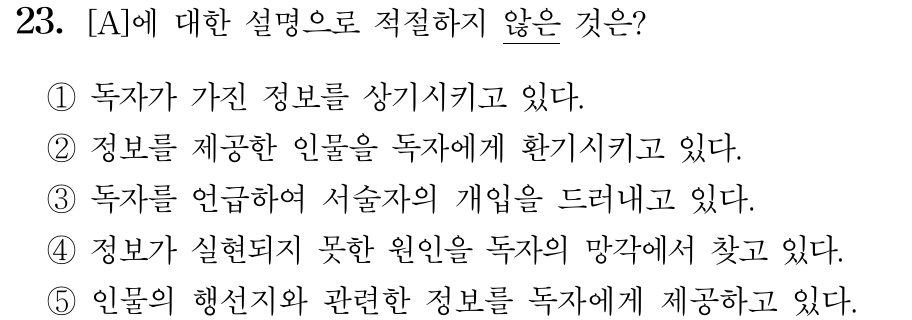 23. [A]에 대한 설명으로 적절하지 않은 것은?
① 독자가 가진 정보를 상기시키고 있다.
② 정보를 제공한 인물을 독자에게 환기시키고 있다.
③ 독자를 언급하여 서술자의 개입을 드러내고 있다.
④ 정보가 실현되지 못한 원인을 독자의 망각에서 찾고 있다.
⑤ 인물의 행선지와 관련한 정보를 독자에게 제공하고 있다.